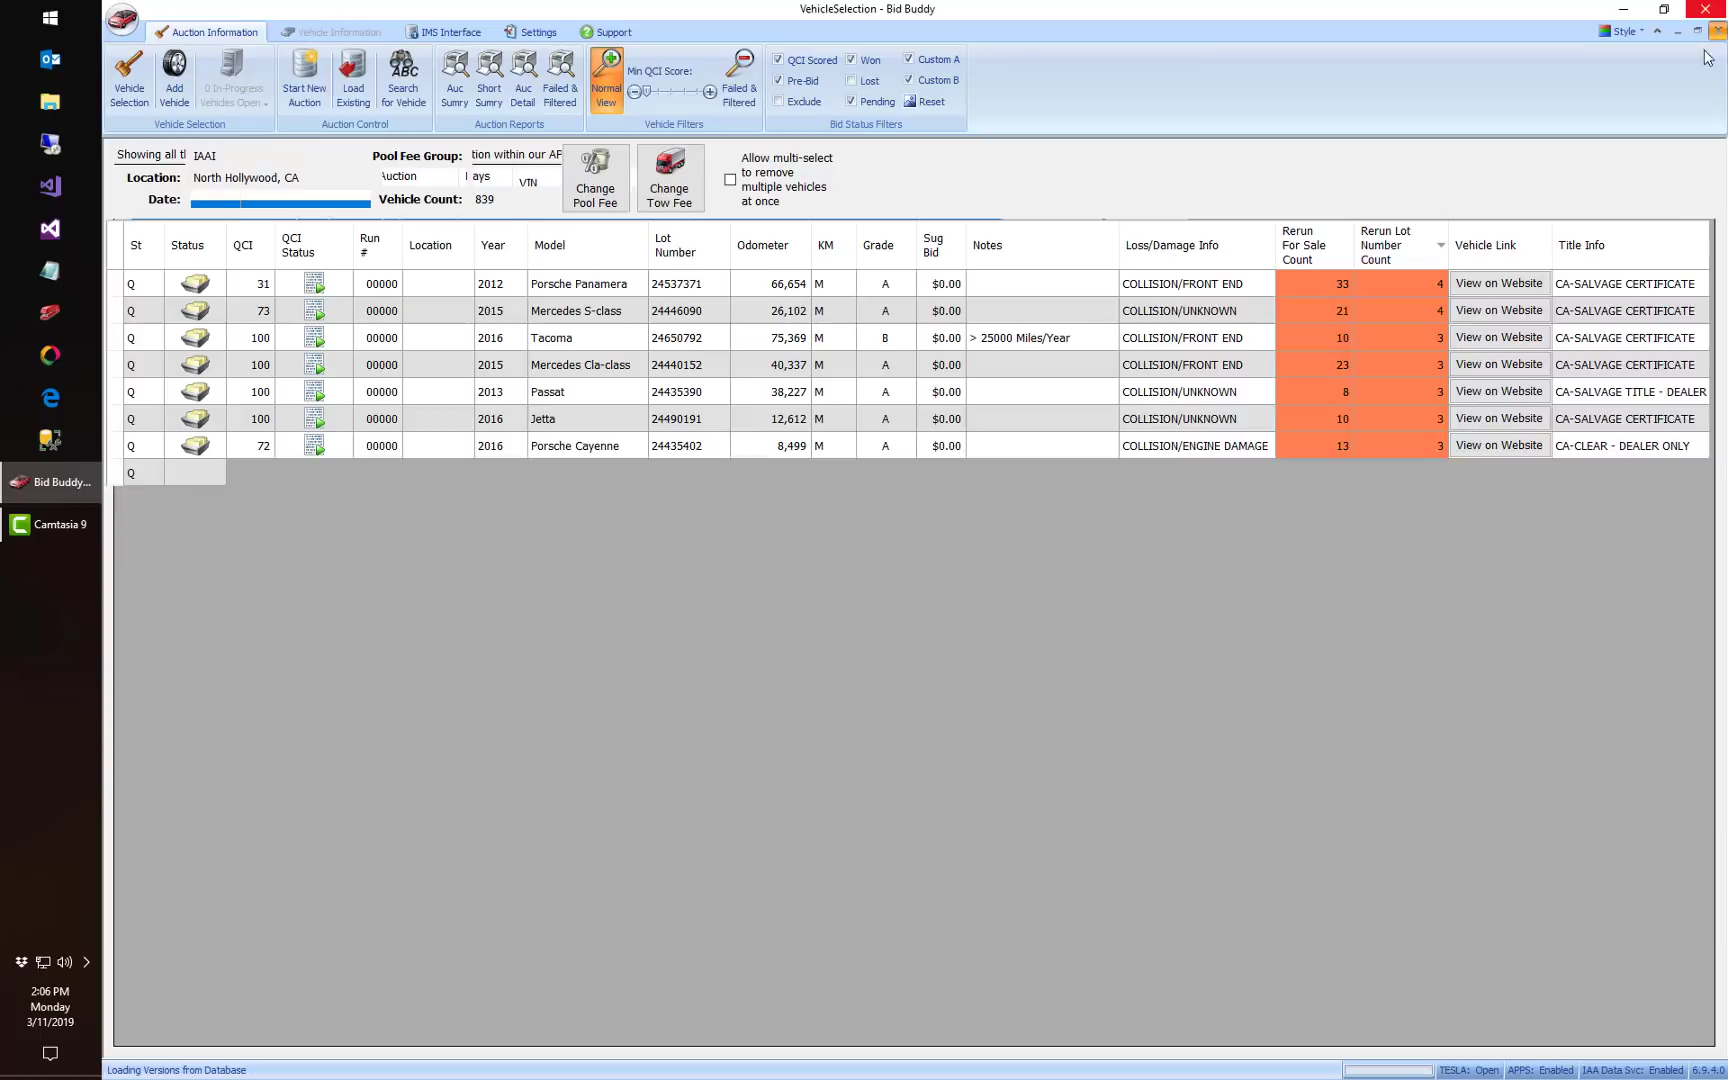 VehicleSelection - Bid Buddy
Auction Information Vehicle Information IMS Interface Settings Support Style
Vehicle Selection
Add Vehicle
0 In-Progress Vehicles Open
Vehicle Selection
Start New Auction
Load Existing
Search for Vehicle
Auction Control
Auc Sumry
Short Sumry
Auc Detail
Failed & Filtered
Auction Reports
Normal View
Min QCI Score:
Failed & Filtered
Vehicle Filters
QCI Scored Won Custom A
Pre-Bid Lost Custom B
Exclude Pending Reset
Bid Status Filters
Showing all t IAAI Pool Fee Group: tion within our AP
Location: North Hollywood, CA Auction ays VIN
Date: Vehicle Count: 839
Change Pool Fee
Change Tow Fee
Allow multi-select
to remove
multiple vehicles
at once
St Status QCI QCI Status Run # Location Year Model Lot Number Odometer KM Grade Sug Bid Notes Loss/Damage Info Rerun For Sale Count Rerun Lot Number Count Vehicle Link Title Info
Q 31 00000 2012 Porsche Panamera 24537371 66,654 M A $0.00 COLLISION/FRONT END 33 4 View on Website CA-SALVAGE CERTIFICATE
Q 73 00000 2015 Mercedes S-class 24446090 26,102 M A $0.00 COLLISION/UNKNOWN 21 4 View on Website CA-SALVAGE CERTIFICATE
Q 100 00000 2016 Tacoma 24650792 75,369 M B $0.00 > 25000 Miles/Year COLLISION/FRONT END 10 3 View on Website CA-SALVAGE CERTIFICATE
Q 100 00000 2015 Mercedes Cla-class 24440152 40,337 M A $0.00 COLLISION/FRONT END 23 3 View on Website CA-SALVAGE CERTIFICATE
Q 100 00000 2013 Passat 24435390 38,227 M A $0.00 COLLISION/UNKNOWN 8 3 View on Website CA-SALVAGE TITLE - DEALER
Q 100 00000 2016 Jetta 24490191 12,612 M A $0.00 COLLISION/UNKNOWN 10 3 View on Website CA-SALVAGE CERTIFICATE
Q 72 00000 2016 Porsche Cayenne 24435402 8,499 M A $0.00 COLLISION/ENGINE DAMAGE 13 3 View on Website CA-CLEAR - DEALER ONLY
Q
Bid Buddy...
Camtasia 9
2:06 PM
Monday
3/11/2019
Loading Versions from Database TESLA: Open APPS: Enabled IAA Data Svc: Enabled 6.9.4.0